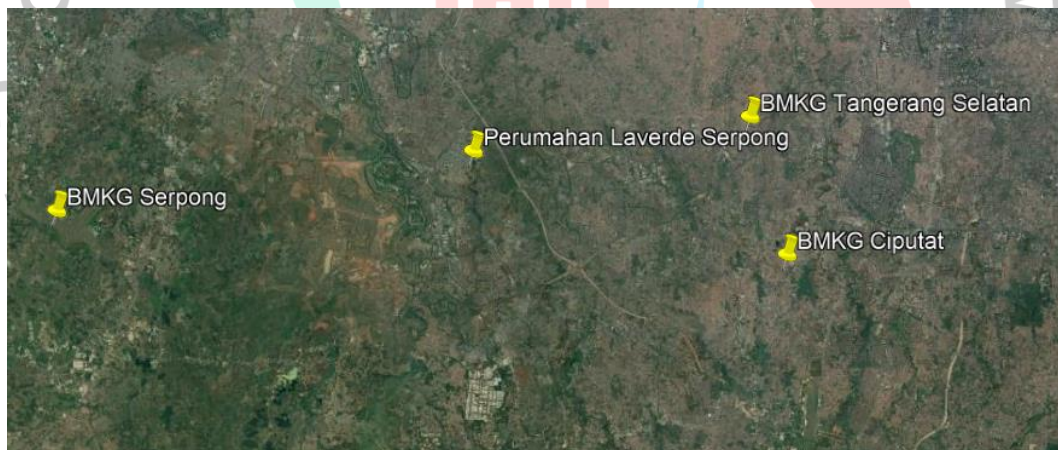 BMKG Tangerang Selatan
Perumahan Laverde Serpong
BMKG Serpong
BMKG Ciputat